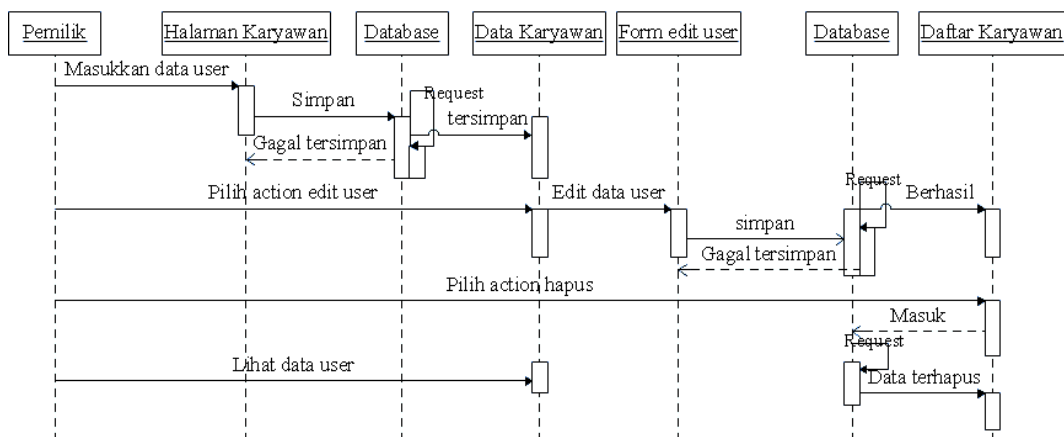 Pemilik
Halaman Karyawan
Database
Data Karyawan
Form edit user
Database
Daftar Karyawan
Masukkan data user
Simpan
Request
tersimpan
Gagal tersimpan
Pilih action edit user
Edit data user
Request
Berhasil
simpan
Gagal tersimpan
Pilih action hapus
Masuk
Request
Lihat data user
Data terhapus